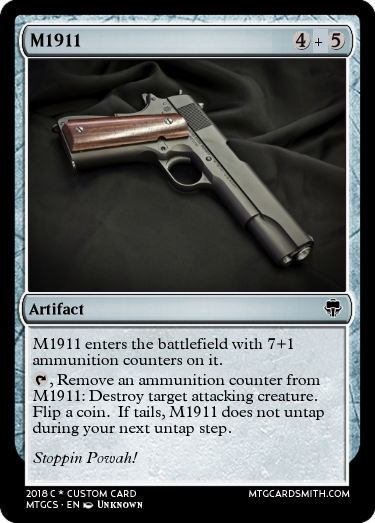 M1911 4 + 5
Artifact
M1911 enters the battlefield with 7+1
ammunition counters on it.
, Remove an ammunition counter from
M1911: Destroy target attacking creature.
Flip a coin. If tails, M1911 does not untap
during your next untap step.
Stoppin Powah!
2018 C * CUSTOM CARD
MTGCS • EN Unknown MTGCARDSMITH.COM